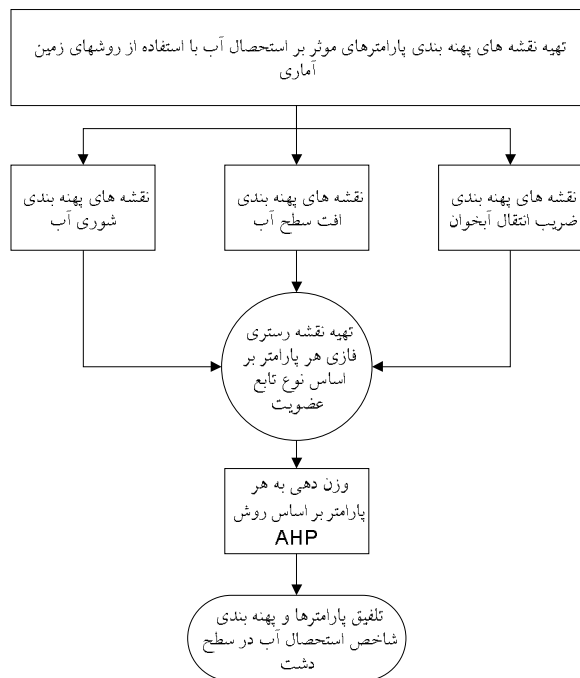 تهیه نقشه های پهنه بندی پارامترهای موثر بر استحصال آب با استفاده از روشهای زمین
آماری
نقشه های پهنه بندی
ضریب انتقال آبخوان
نقشه های پهنه بندی
افت سطح آب
نقشه های پهنه بندی
شوری آب
تهیه نقشه رستری
فازی هر پارامتر بر
اساس نوع تابع
عضویت
وزن دهی به هر
پارامتر بر اساس روش
AHP
تلفیق پارامترها و پهنه بندی
شاخص استحصال آب در سطح
دشت